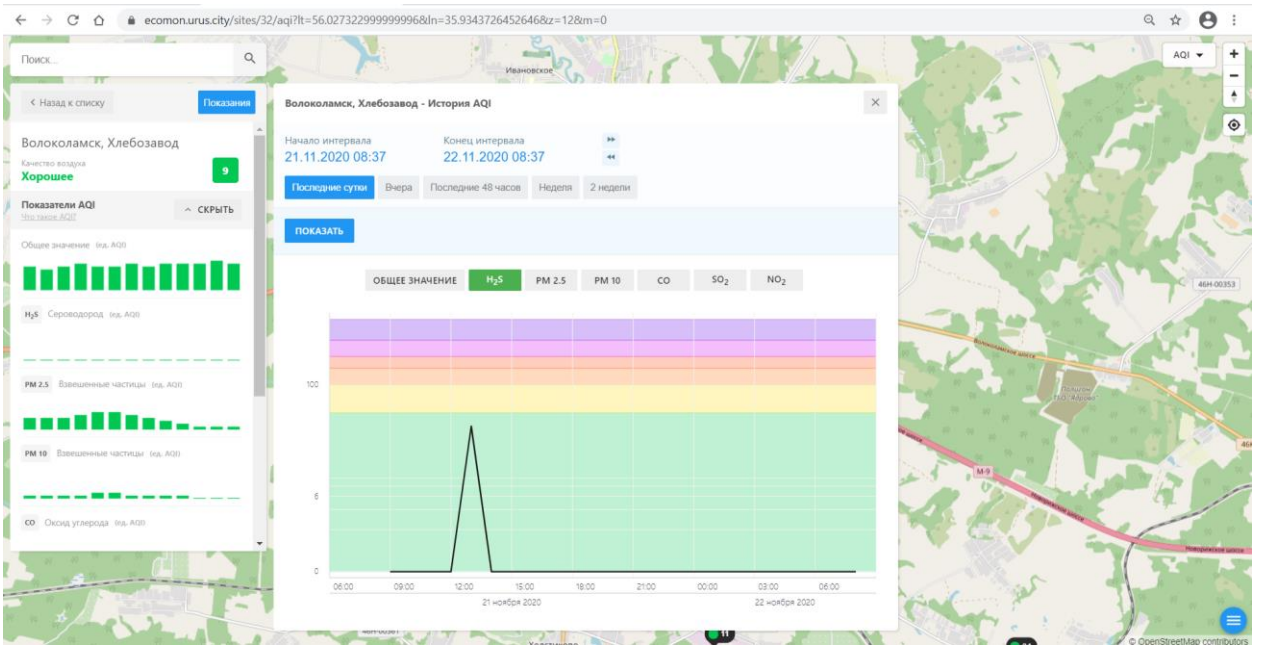 ecomon.urus.city/sites/32/aqi?lt=56.027322999999996&ln=35.93437264526468&z=12&m=0
Поиск...
Ивановское
AQI
< Назад к списку
Показания
Волоколамск, Хлебозавод
Качество воздуха
Хорошее
9
Показатели AQI
Что такое AQI?
СКРЫТЬ
Общее значение (ед. AQI)
H2S Сероводород (ед. AQI)
PM 2.5 Взвешенные частицы (ед. AQI)
PM 10 Взвешенные частицы (ед. AQI)
CO Оксид углерода (ед. AQI)
Волоколамск, Хлебозавод - История AQI
Начало интервала
Конец интервала
21.11.2020 08:37
22.11.2020 08:37
Последние сутки
Вчера
Последние 48 часов
Неделя
2 недели
ПОКАЗАТЬ
ОБЩЕЕ ЗНАЧЕНИЕ
H2S
PM 2.5
PM 10
CO
SO2
NO2
100
6
0
06:00 09:00 12:00 15:00 18:00 21:00 00:00 03:00 06:00
21 ноября 2020
22 ноября 2020
46Н-00353
Волоколамское шоссе
Полигон
М-9
Новорижское шоссе
Новорижское шоссе
11
© OpenStreetMap contributors